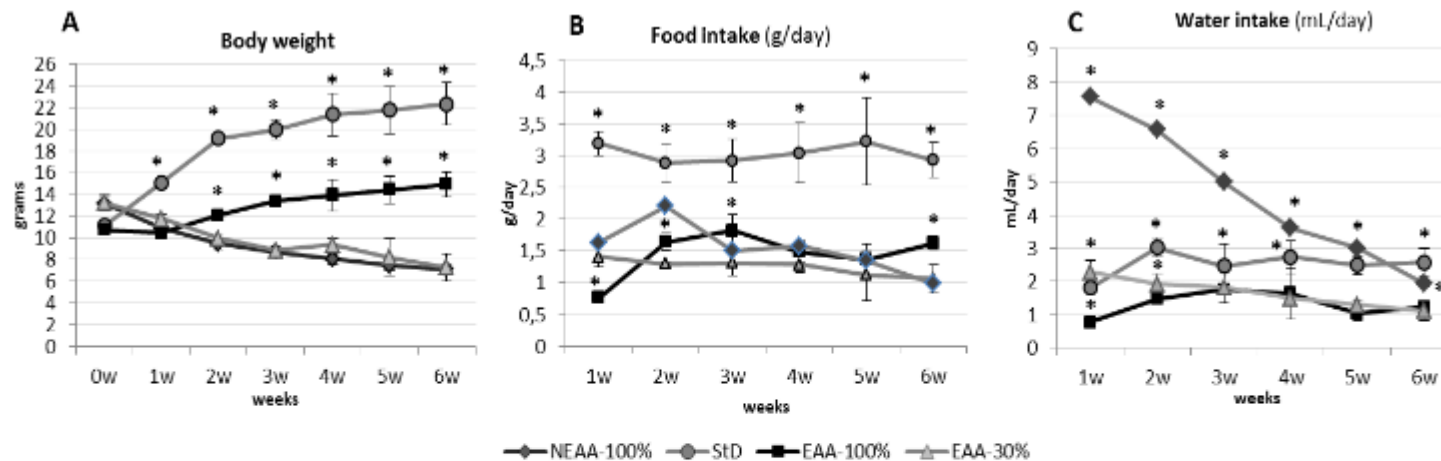 A
Body weight
grams
26
24
22
20
18
16
14
12
10
8
6
4
2
0
0w 1w 2w 3w 4w 5w 6w
weeks
B
Food Intake (g/day)
g/day
4,5
4
3,5
3
2,5
2
1,5
1
0,5
0
1w 2w 3w 4w 5w 6w
weeks
C
Water intake (mL/day)
mL/day
9
8
7
6
5
4
3
2
1
0
1w 2w 3w 4w 5w 6w
weeks
NEAA-100% StD EAA-100% EAA-30%